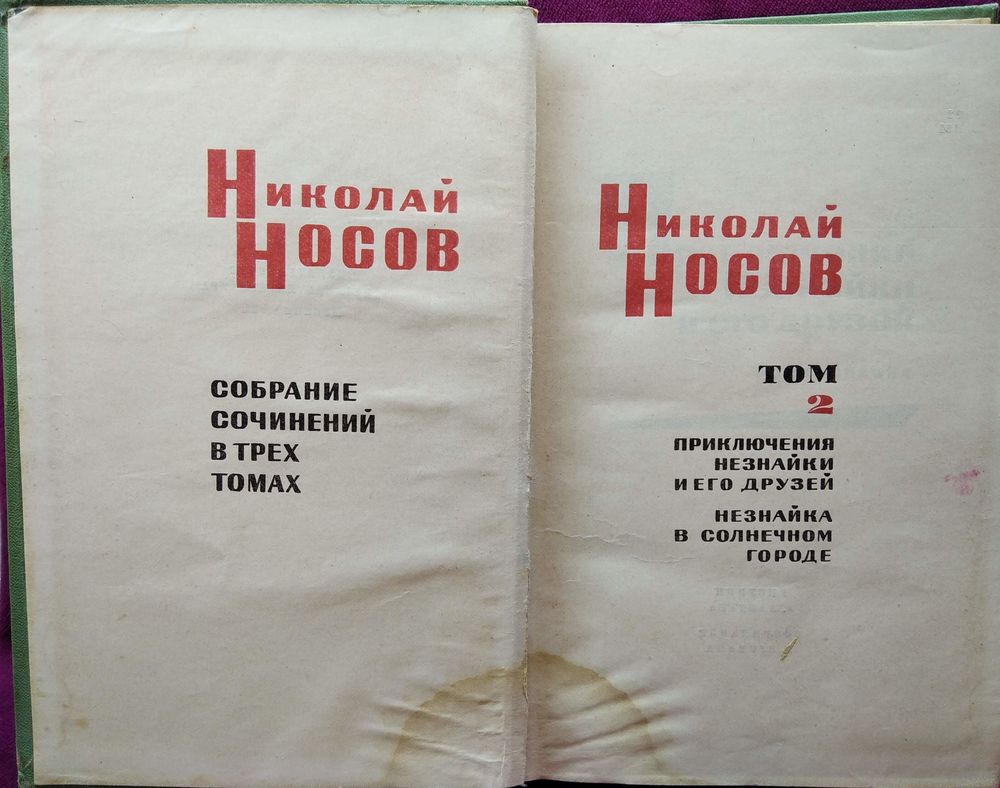 Николай
Носов
СОБРАНИЕ
СОЧИНЕНИЙ
В ТРЕХ
ТОМАХ
Николай
Носов
ТОМ
2
ПРИКЛЮЧЕНИЯ
НЕЗНАЙКИ
И ЕГО ДРУЗЕЙ
НЕЗНАЙКА
В СОЛНЕЧНОМ
ГОРОДЕ